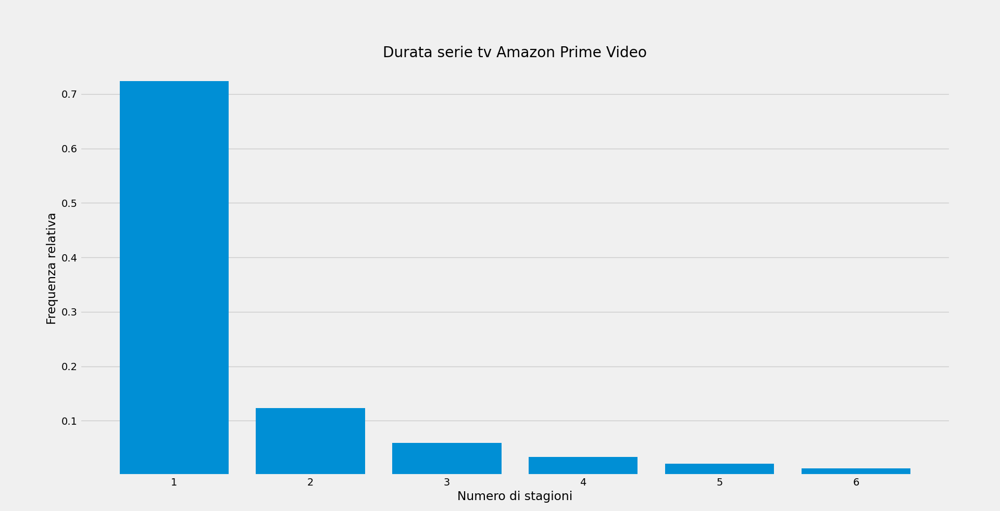 Durata serie tv Amazon Prime Video
0.7
0.6
0.5
0.4
0.3
0.2
0.1
Frequenza relativa
1 2 3 4 5 6
Numero di stagioni